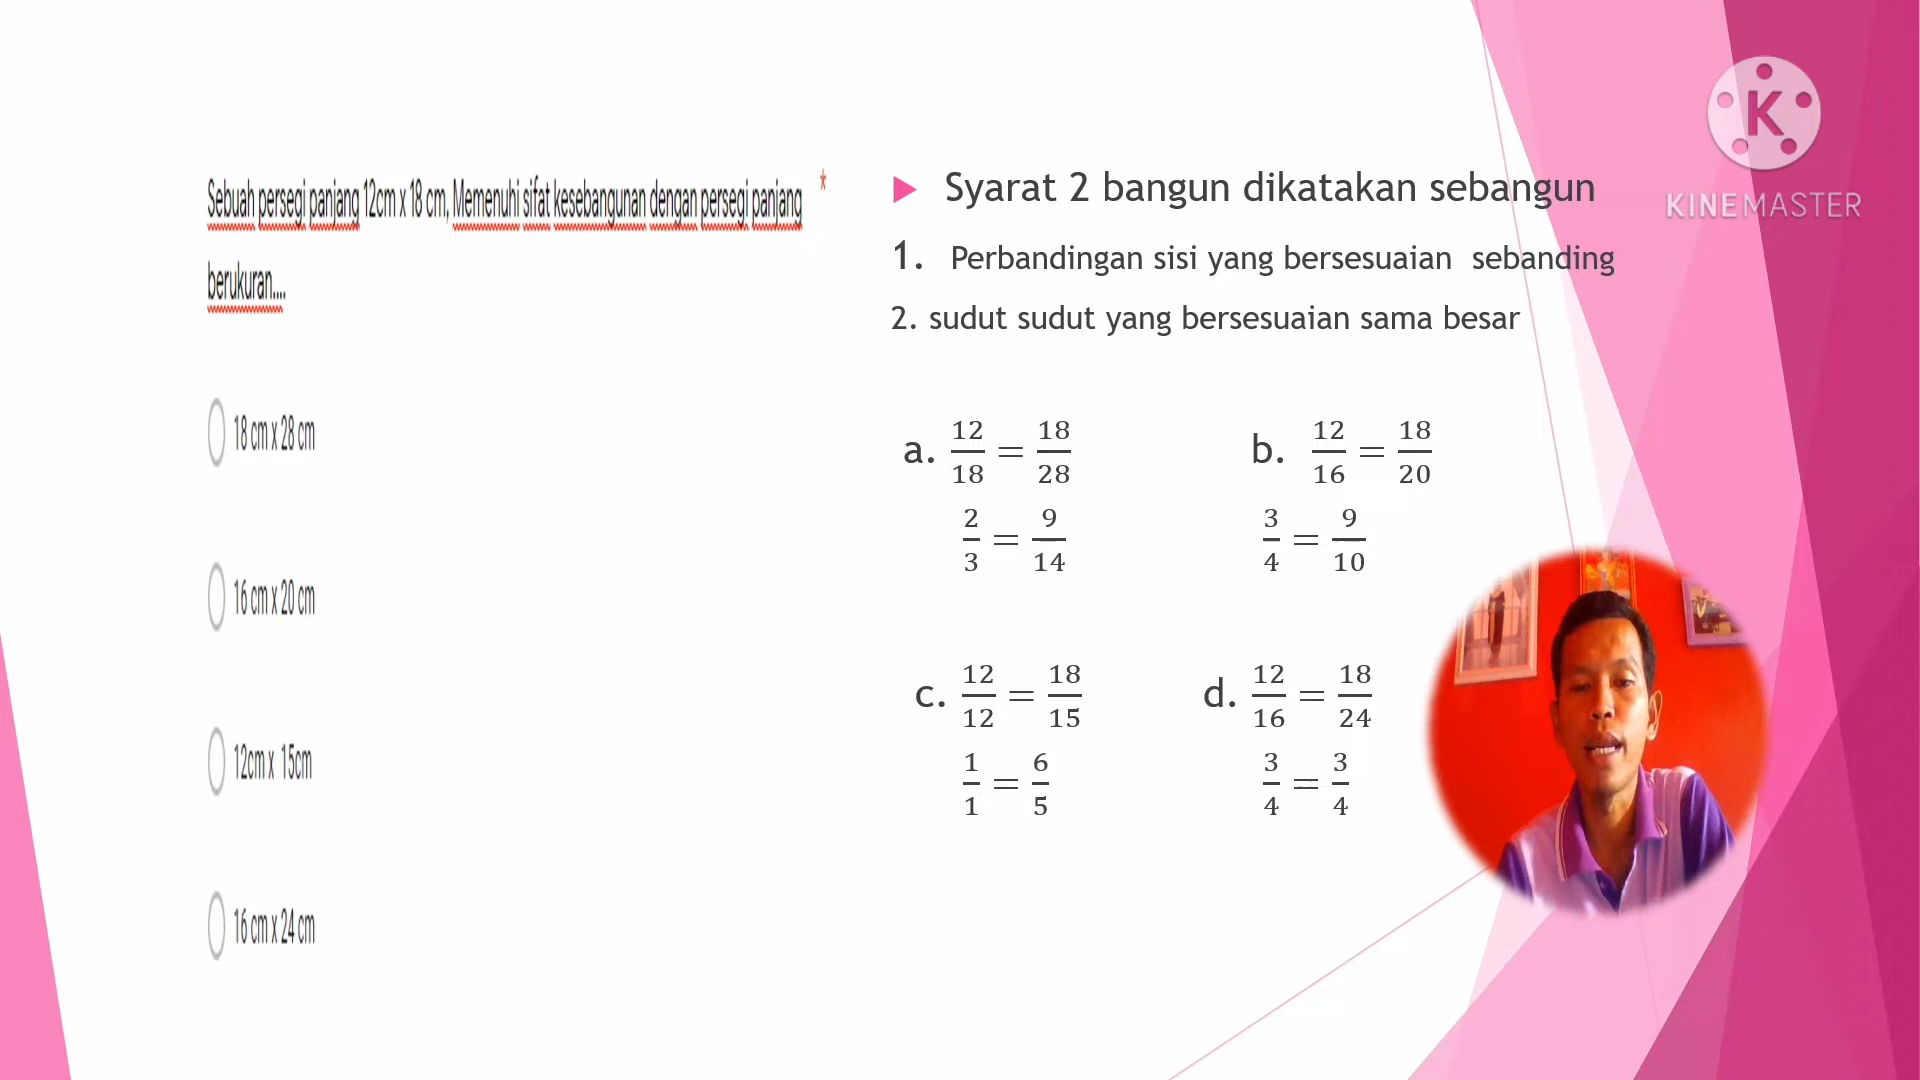 Sebuah persegi panjang 12cm x 18 cm, Memenuhi sifat kesebangunan dengan persegi panjang *
berukuran....
18 cm x 28 cm
16 cm x 20 cm
12cm x 15cm
16 cm x 24 cm
Syarat 2 bangun dikatakan sebangun
1. Perbandingan sisi yang bersesuaian sebanding
2. sudut sudut yang bersesuaian sama besar
a. 12/18 = 18/28
2/3 = 9/14
b. 12/16 = 18/20
3/4 = 9/10
c. 12/12 = 18/15
1/1 = 6/5
d. 12/16 = 18/24
3/4 = 3/4
K
KINEMASTER